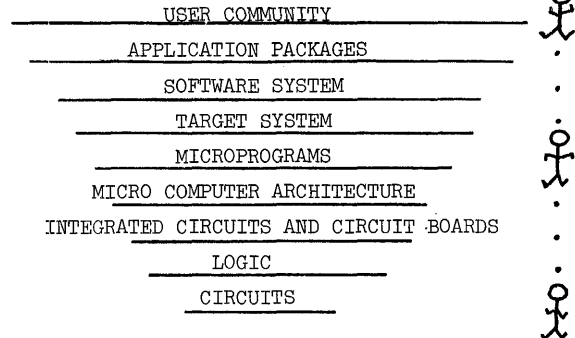 USER COMMUNITY
APPLICATION PACKAGES
SOFTWARE SYSTEM
TARGET SYSTEM
MICROPROGRAMS
MICRO COMPUTER ARCHITECTURE
INTEGRATED CIRCUITS AND CIRCUIT BOARDS
LOGIC
CIRCUITS